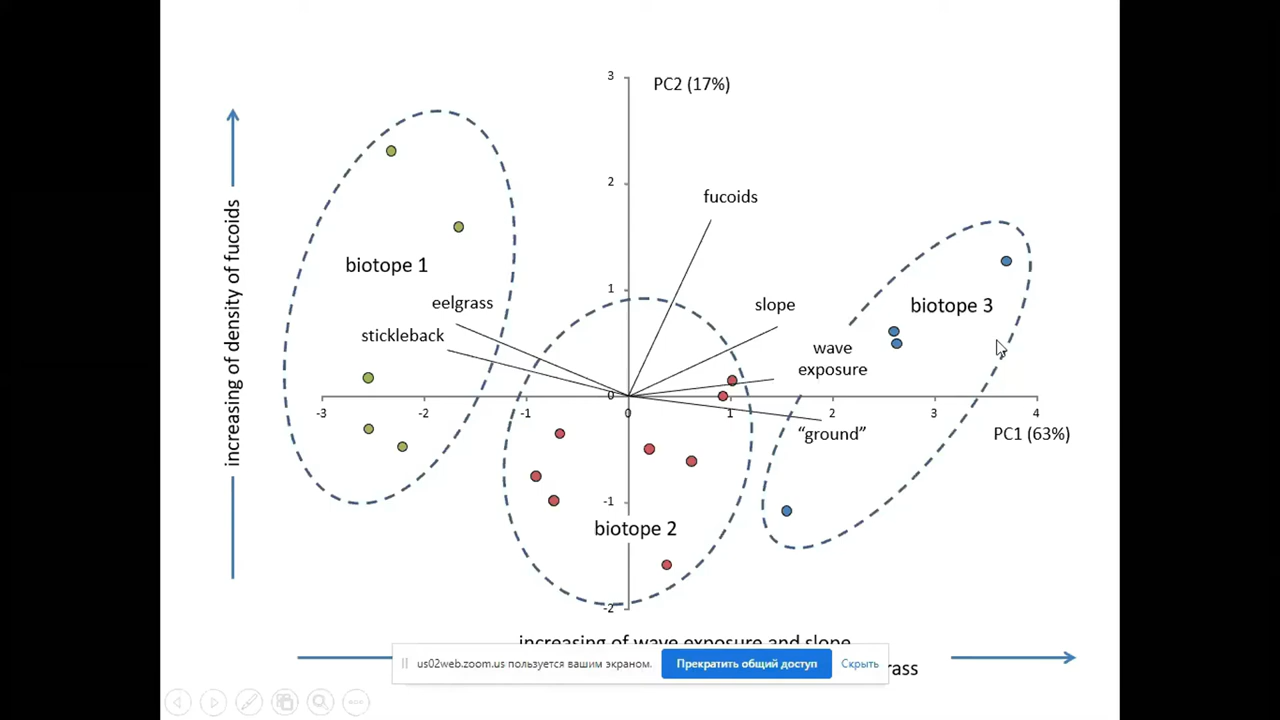 3
PC2 (17%)
2
fucoids
increasing of density of fucoids
biotope 1
1
eelgrass
slope
biotope 3
stickleback
wave
exposure
0
-3
-2
-1
0
1
2
3
4
"ground"
PC1 (63%)
-1
biotope 2
-2
increasing of wave exposure and slope
us02web.zoom.us пользуется вашим экраном.
Прекратить общий доступ
Скрыть